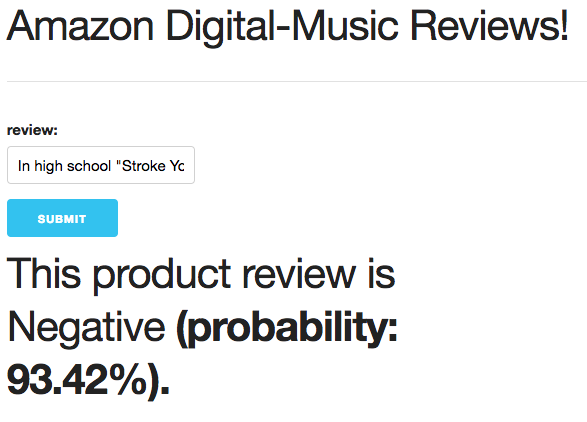 Amazon Digital-Music Reviews!
review:
In high school "Stroke Yo
SUBMIT
This product review is
Negative (probability:
93.42%).